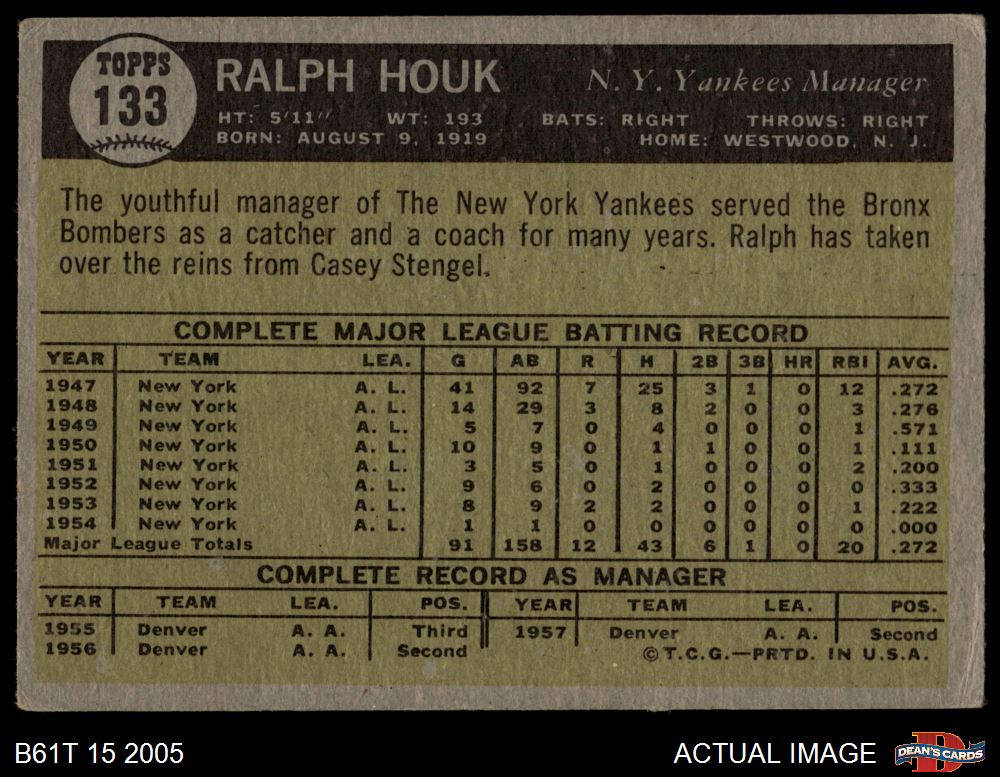 TOPPS
133
RALPH HOUK N. Y. Yankees Manager
HT: 5'11" WT: 193 BATS: RIGHT THROWS: RIGHT
BORN: AUGUST 9, 1919 HOME: WESTWOOD, N. J.
The youthful manager of The New York Yankees served the Bronx
Bombers as a catcher and a coach for many years. Ralph has taken
over the reins from Casey Stengel.
COMPLETE MAJOR LEAGUE BATTING RECORD
YEAR TEAM LEA. G AB R H 2B 3B HR RBI AVG.
1947 New York A. L. 41 92 7 25 3 1 0 12 .272
1948 New York A. L. 14 29 3 8 2 0 0 3 .276
1949 New York A. L. 5 7 0 4 0 0 0 1 .571
1950 New York A. L. 10 9 0 1 1 0 0 1 .111
1951 New York A. L. 3 5 0 1 0 0 0 2 .200
1952 New York A. L. 9 6 0 2 0 0 0 0 .333
1953 New York A. L. 8 9 2 2 0 0 0 1 .222
1954 New York A. L. 1 1 0 0 0 0 0 0 .000
Major League Totals 91 158 12 43 6 1 0 20 .272
COMPLETE RECORD AS MANAGER
YEAR TEAM LEA. POS. YEAR TEAM LEA. POS.
1955 Denver A. A. Third 1957 Denver A. A. Second
1956 Denver A. A. Second ©T.C.G.—PRTD. IN U.S.A.
B61T 15 2005 ACTUAL IMAGE D DEAN'S CARDS